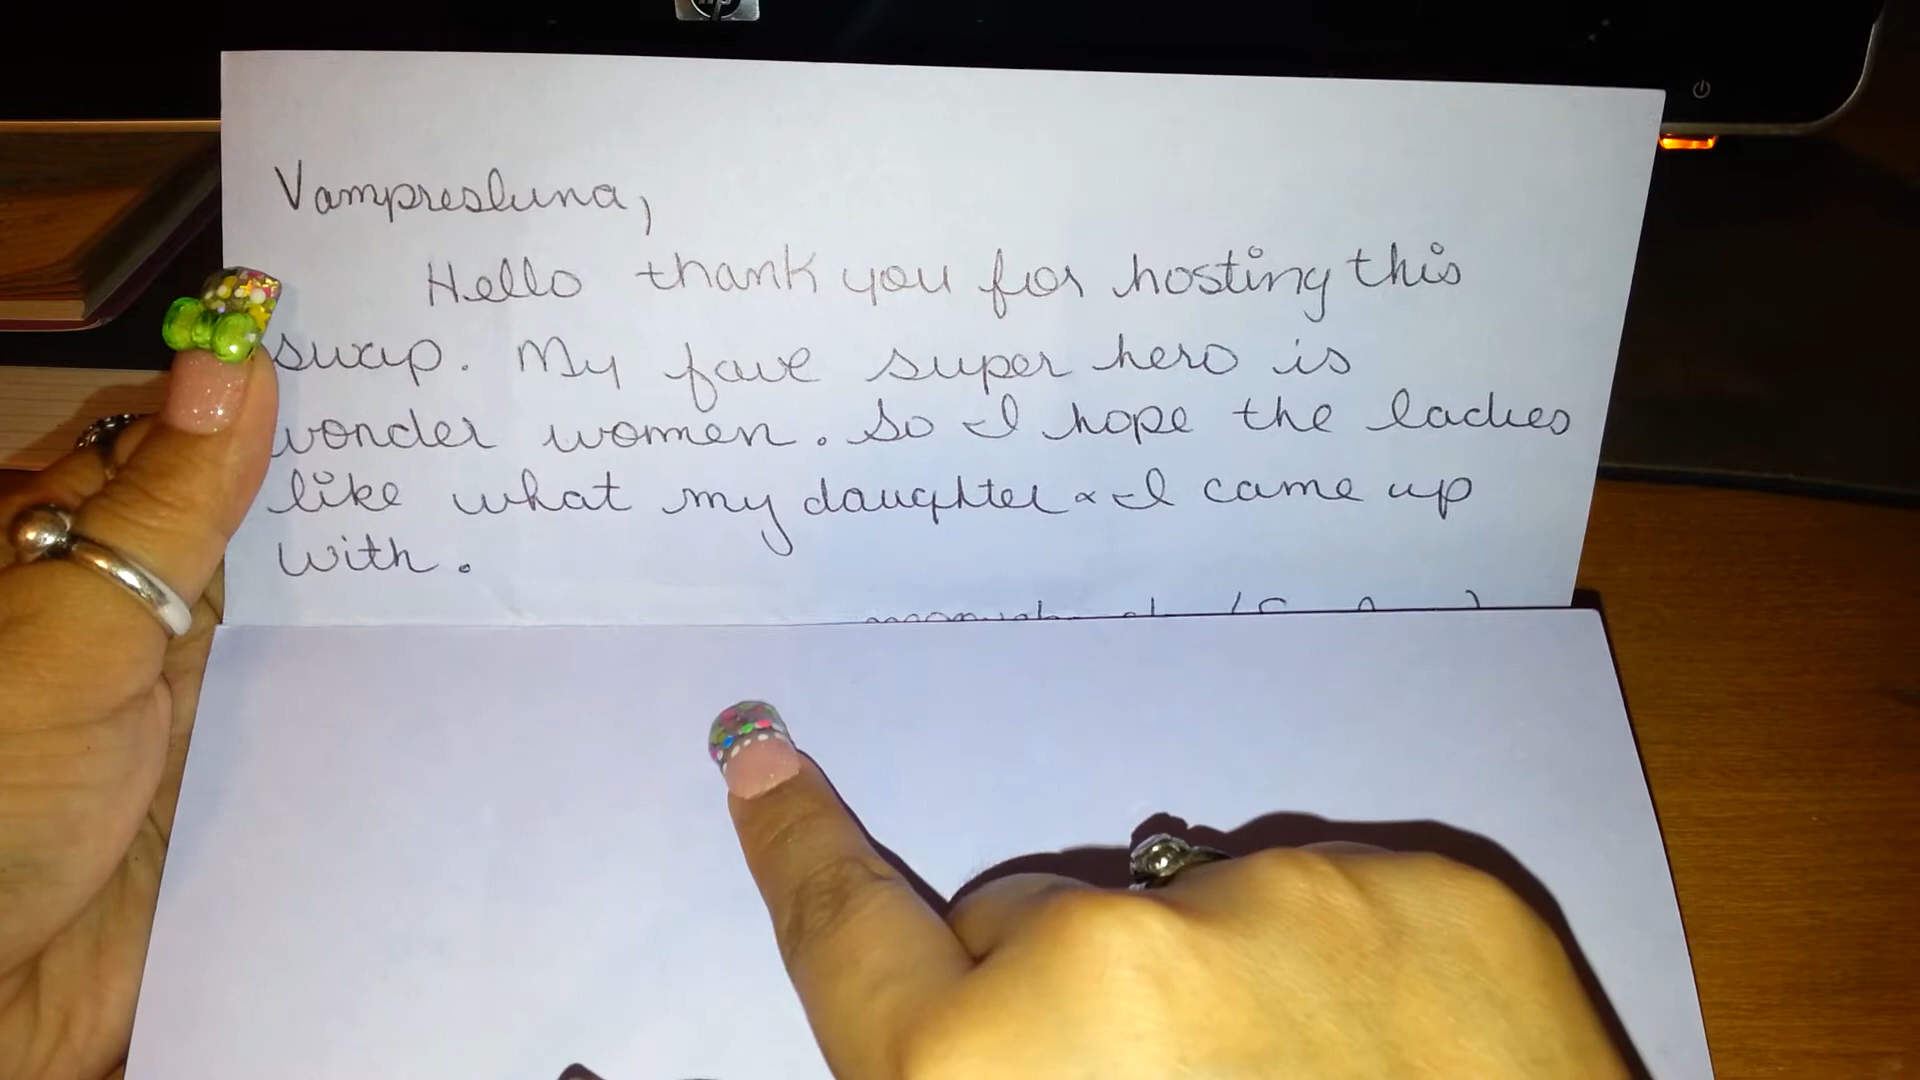 Vampresluna,
Hello thank you for hosting this
swap. My fave super hero is
wonder women. So I hope the ladies
like what my daughter & I came up
with.